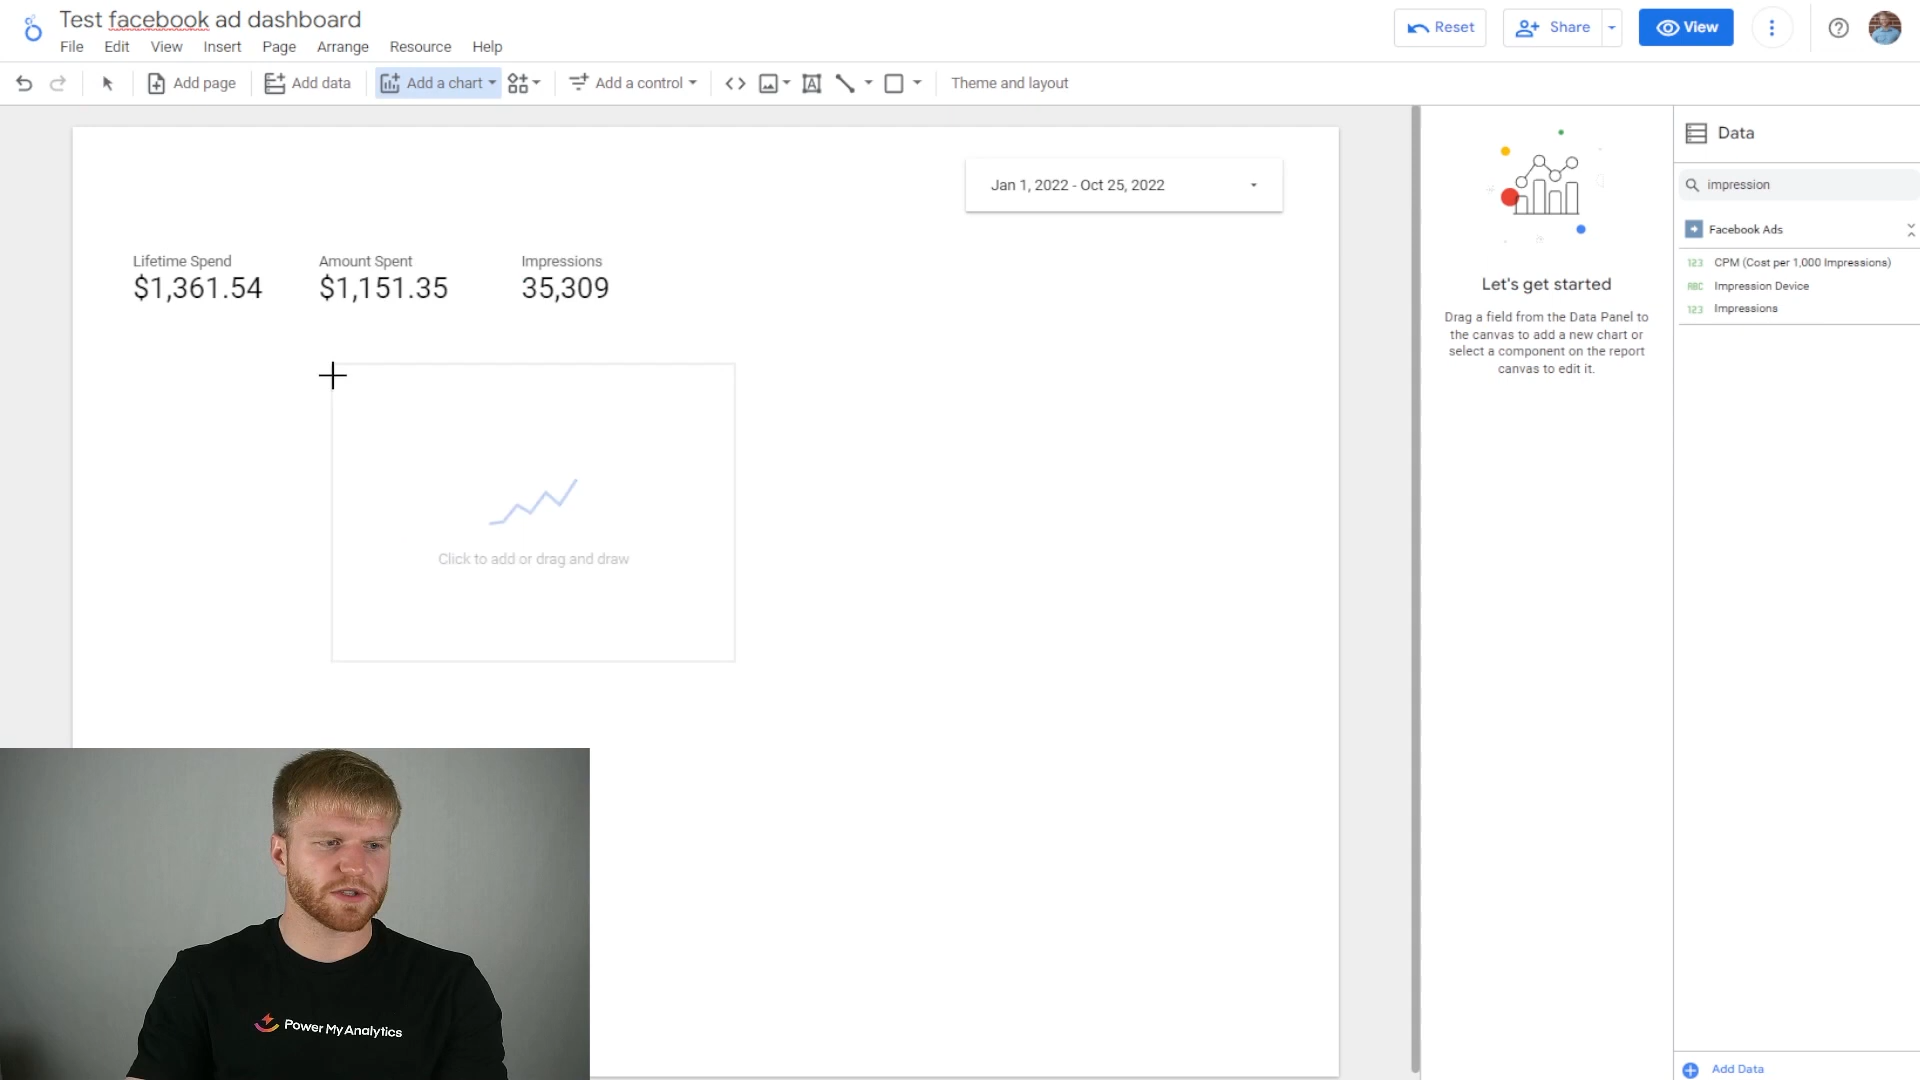 Test facebook ad dashboard
File Edit View Insert Page Arrange Resource Help
Reset
Share
View
Add page
Add data
Add a chart
Add a control
Theme and layout
Jan 1, 2022 - Oct 25, 2022
Lifetime Spend
$1,361.54
Amount Spent
$1,151.35
Impressions
35,309
Click to add or drag and draw
Let's get started
Drag a field from the Data Panel to
the canvas to add a new chart or
select a component on the report
canvas to edit it.
Data
impression
Facebook Ads
123 CPM (Cost per 1,000 Impressions)
ABC Impression Device
123 Impressions
Add Data
Power My Analytics